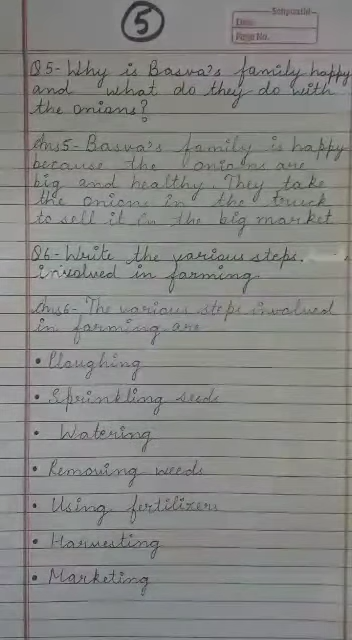 5
Schoolmate
Date
Page No.
Q5- Why is Basva's family happy
and what do they do with
the onions?
Ans5- Basva's family is happy
because the onions are
big and healthy. They take
the onions in the truck
to sell it in the big market
Q6- Write the various steps.
involved in farming
Ans6- The various steps involved
in farming are
• Ploughing
• Sprinkling seeds
• Watering
• Removing weeds
• Using fertilizers
• Harvesting
• Marketing